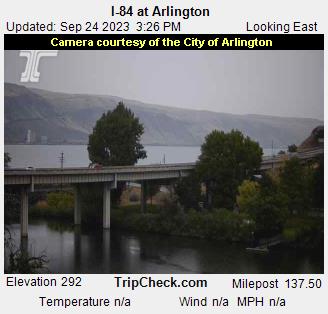 I-84 at Arlington
Updated: Sep 24 2023 3:26 PM Looking East
Camera courtesy of the City of Arlington
Elevation 292 TripCheck.com Milepost 137.50
Temperature n/a Wind n/a MPH n/a